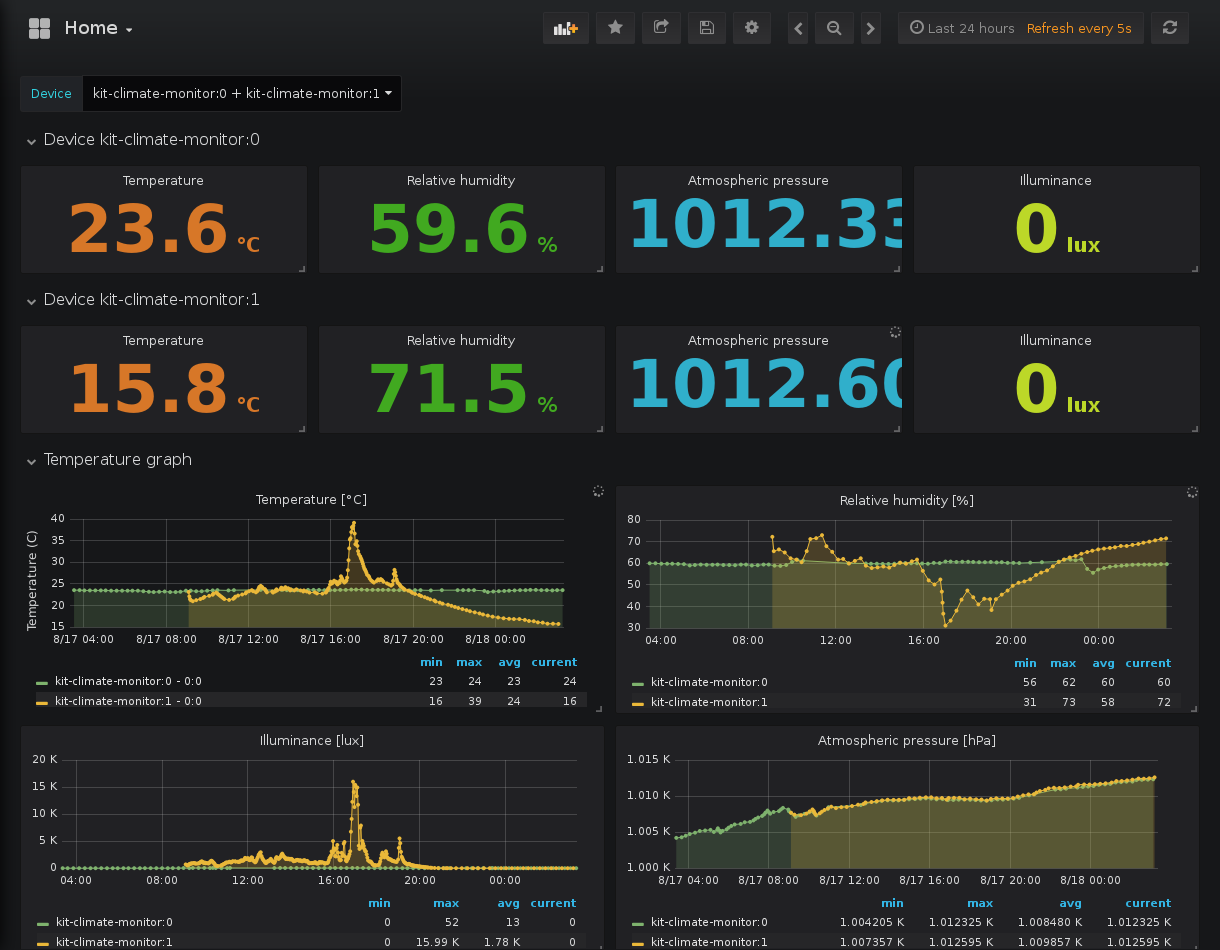 Home
Last 24 hours Refresh every 5s
Device kit-climate-monitor:0 + kit-climate-monitor:1
Device kit-climate-monitor:0
Temperature Relative humidity Atmospheric pressure Illuminance
23.6 °C 59.6 % 1012.33 0 lux
Device kit-climate-monitor:1
Temperature Relative humidity Atmospheric pressure Illuminance
15.8 °C 71.5 % 1012.60 0 lux
Temperature graph
Temperature [°C]
Temperature (C)
40
35
30
25
20
15
8/17 04:00 8/17 08:00 8/17 12:00 8/17 16:00 8/17 20:00 8/18 00:00
min max avg current
kit-climate-monitor:0 - 0:0 23 24 23 24
kit-climate-monitor:1 - 0:0 16 39 24 16
Relative humidity [%]
80
70
60
50
40
30
04:00 08:00 12:00 16:00 20:00 00:00
min max avg current
kit-climate-monitor:0 56 62 60 60
kit-climate-monitor:1 31 73 58 72
Illuminance [lux]
20 K
15 K
10 K
5 K
0
04:00 08:00 12:00 16:00 20:00 00:00
min max avg current
kit-climate-monitor:0 0 52 13 0
kit-climate-monitor:1 0 15.99 K 1.78 K 0
Atmospheric pressure [hPa]
1.015 K
1.010 K
1.005 K
1.000 K
8/17 04:00 8/17 08:00 8/17 12:00 8/17 16:00 8/17 20:00 8/18 00:00
min max avg current
kit-climate-monitor:0 1.004205 K 1.012325 K 1.008480 K 1.012325 K
kit-climate-monitor:1 1.007357 K 1.012595 K 1.009857 K 1.012595 K